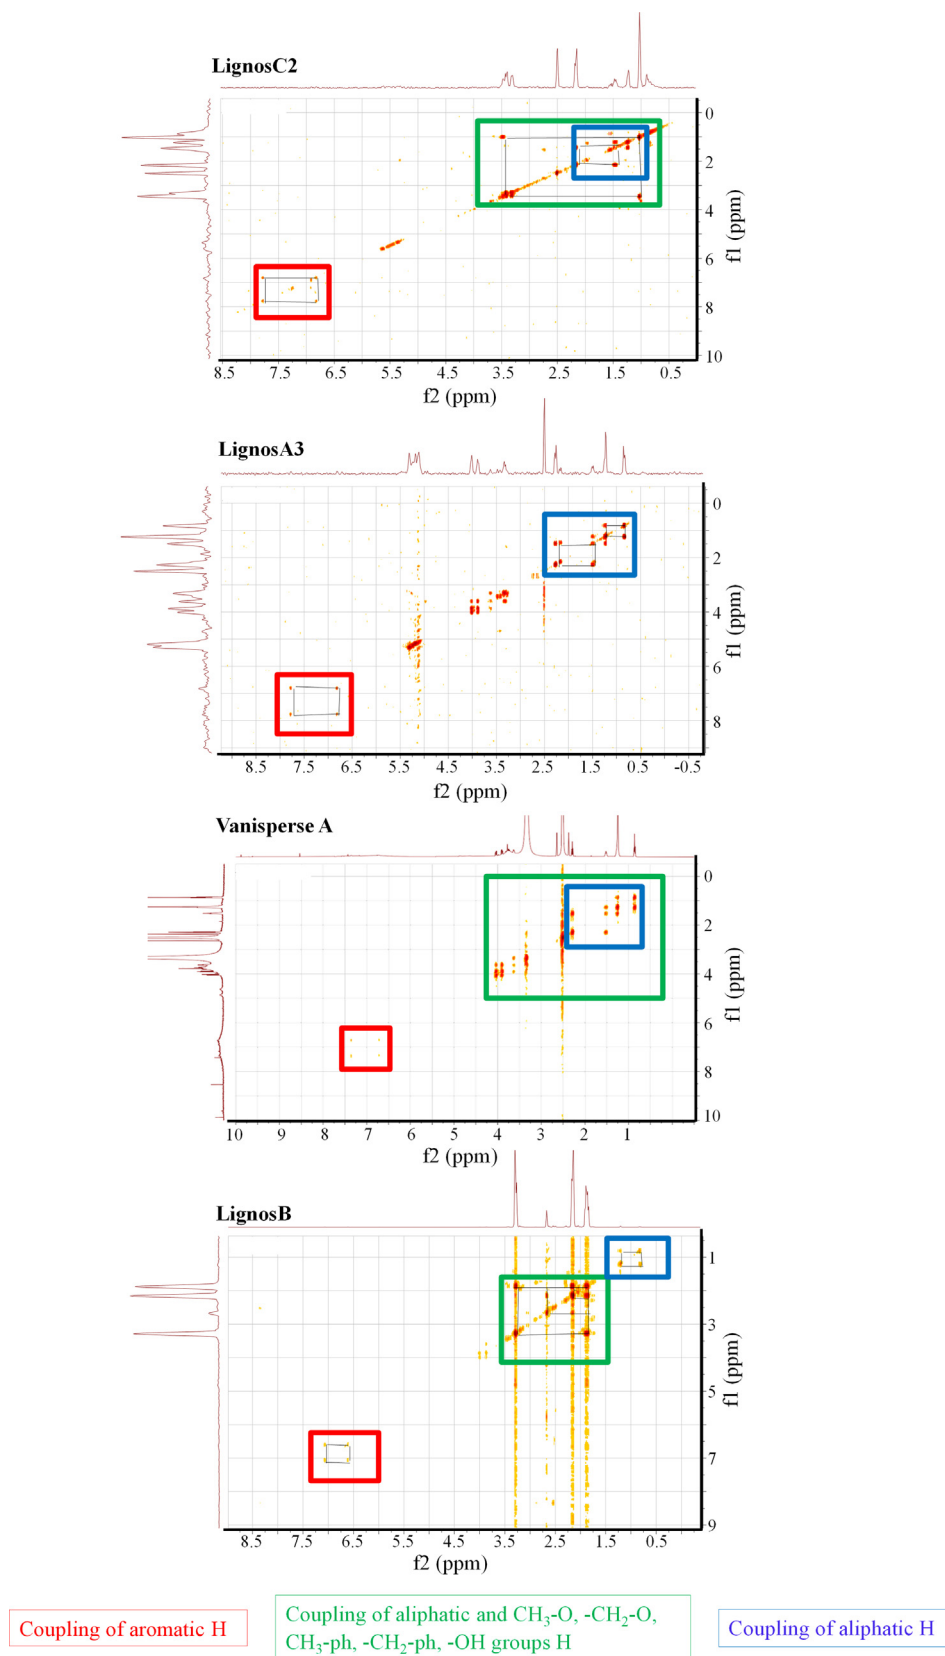 LignosC2
0
2
4
6
8
10
f1 (ppm)
8.5 7.5 6.5 5.5 4.5 3.5 2.5 1.5 0.5
f2 (ppm)
LignosA3
0
2
4
6
8
f1 (ppm)
8.5 7.5 6.5 5.5 4.5 3.5 2.5 1.5 0.5 -0.5
f2 (ppm)
Vanisperse A
0
2
4
6
8
10
f1 (ppm)
10 9 8 7 6 5 4 3 2 1
f2 (ppm)
LignosB
1
3
5
7
9
f1 (ppm)
8.5 7.5 6.5 5.5 4.5 3.5 2.5 1.5 0.5
f2 (ppm)
Coupling of aromatic H
Coupling of aliphatic and CH₃-O, -CH₂-O,
CH₃-ph, -CH₂-ph, -OH groups H
Coupling of aliphatic H